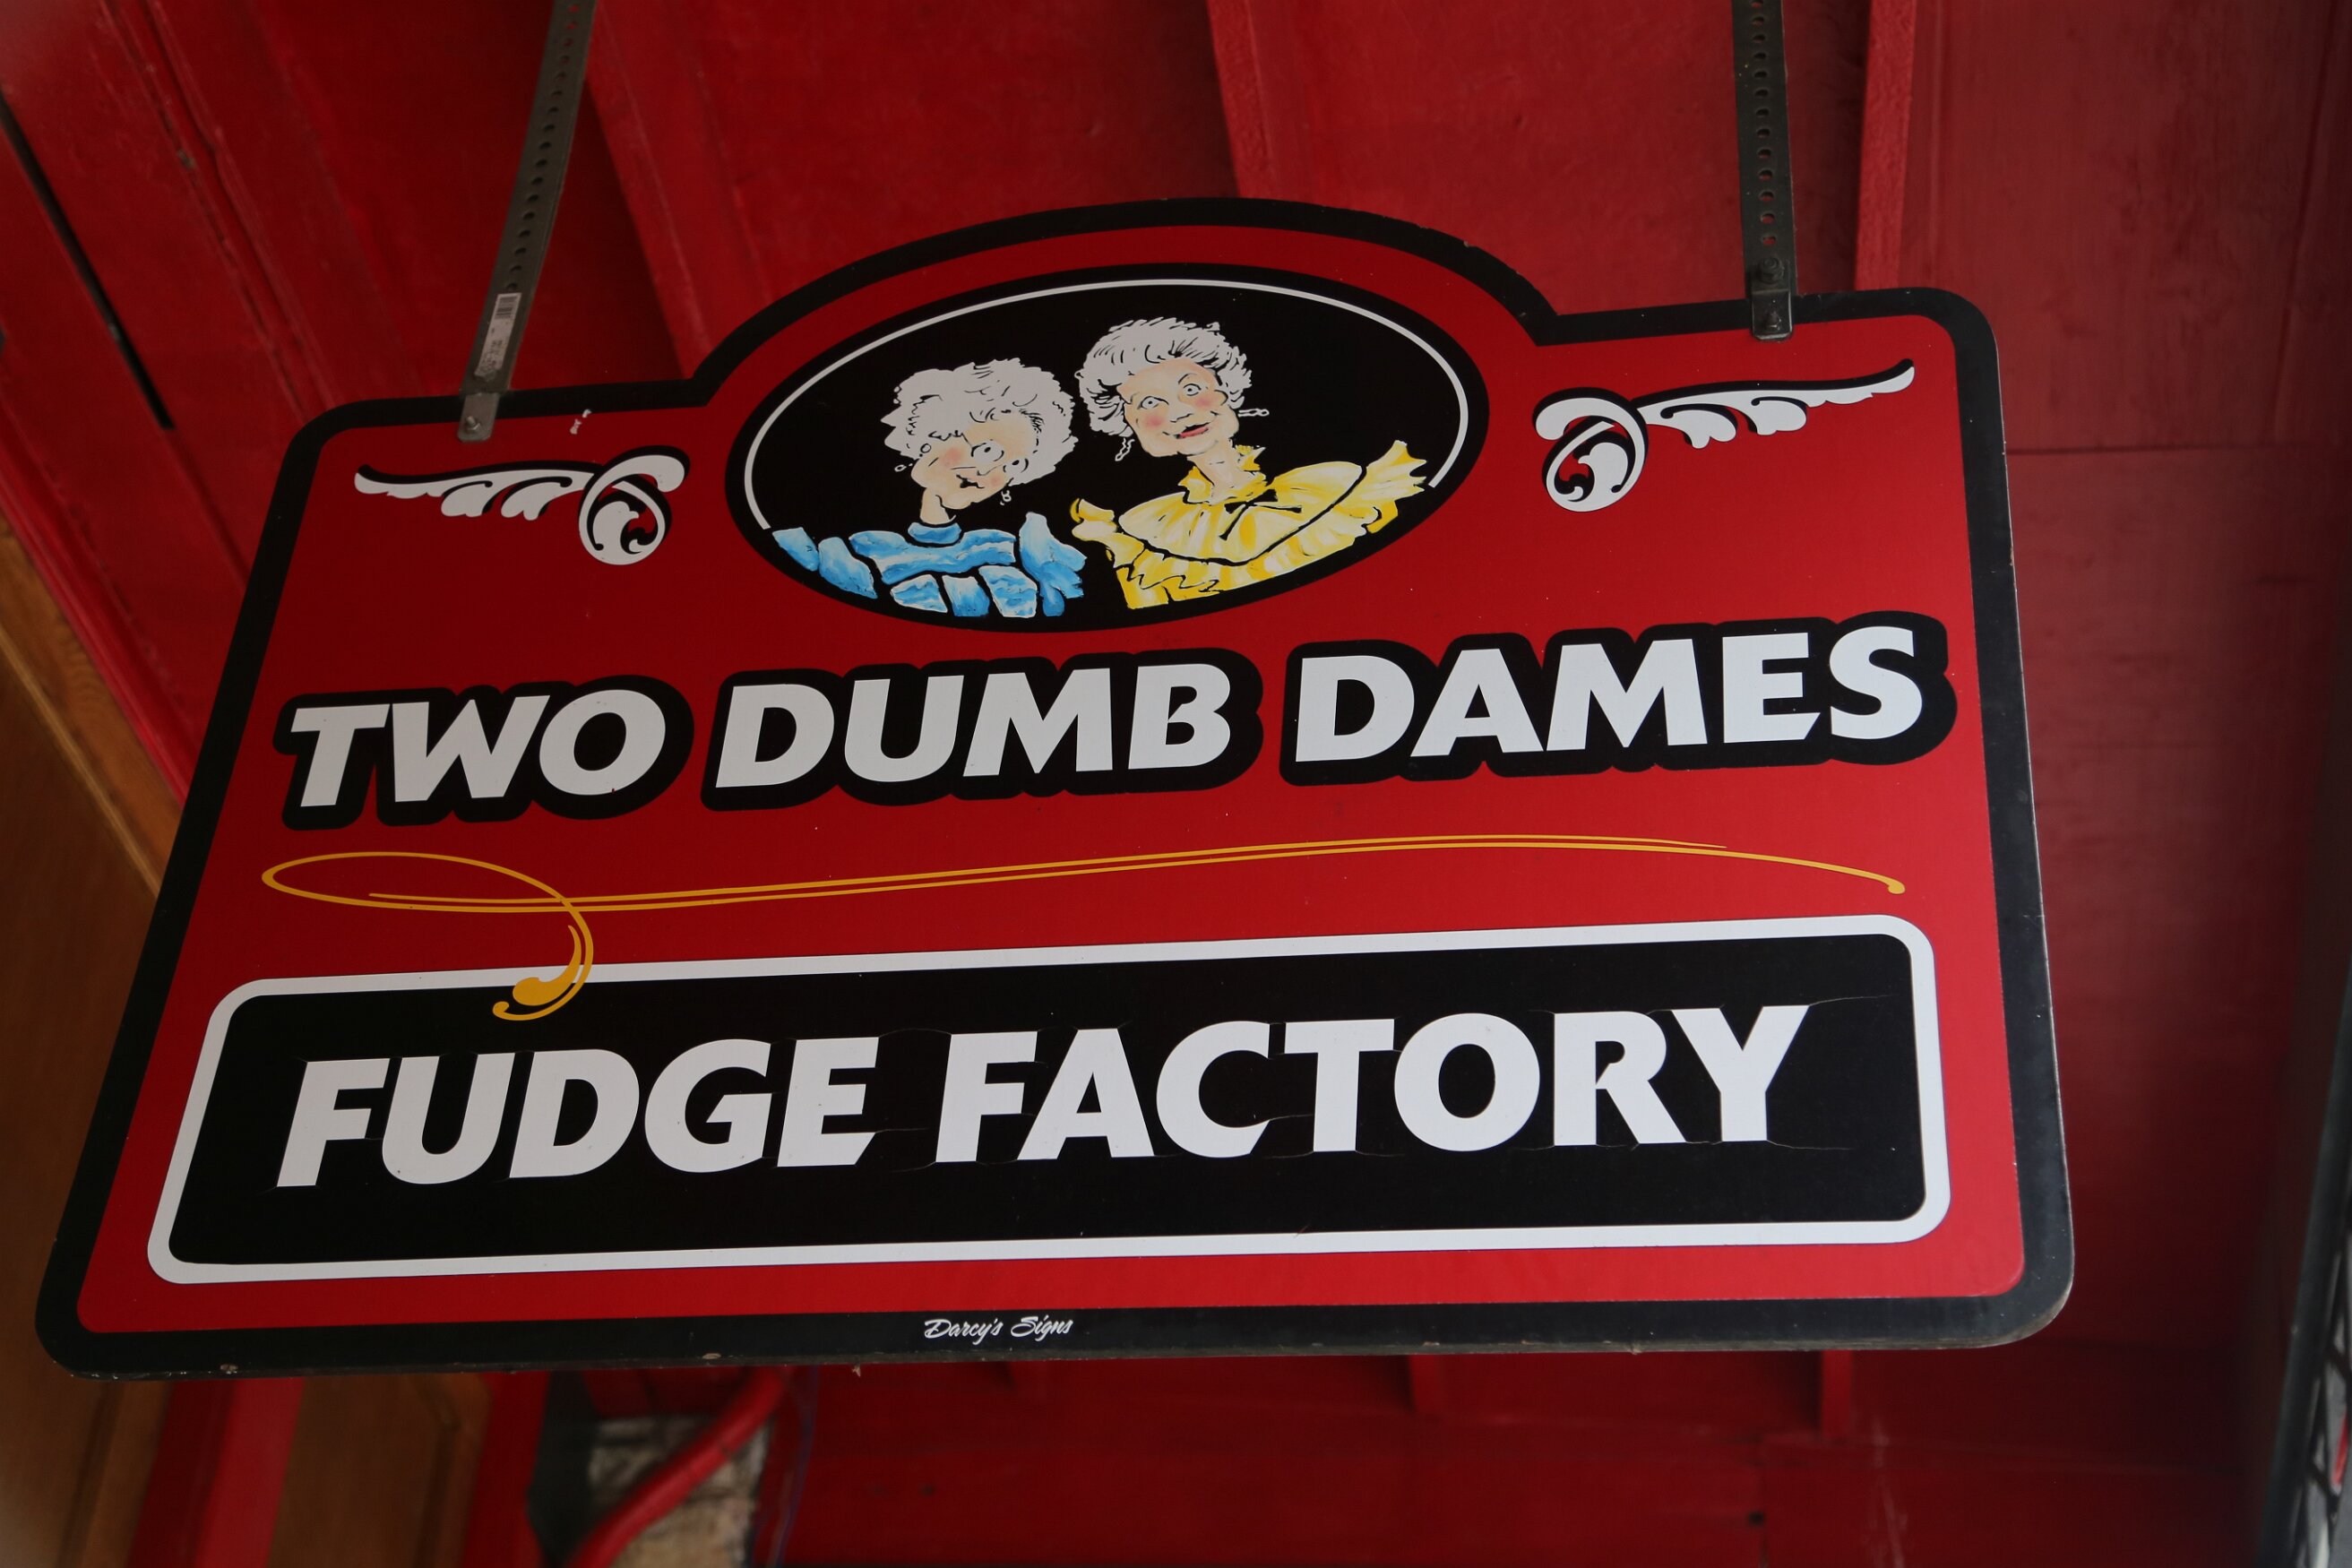 TWO DUMB DAMES
FUDGE FACTORY
Darcy's Signs